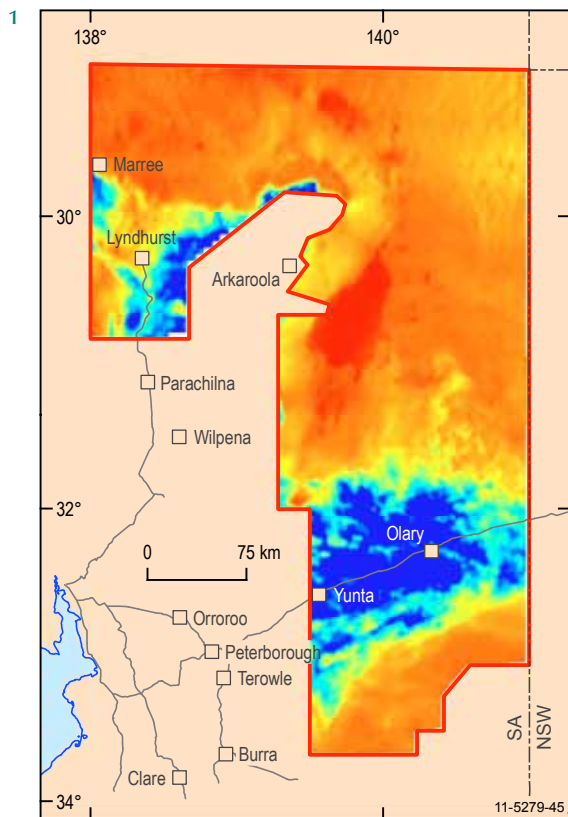 1
138° 140°
Marree
30°
Lyndhurst
Arkaroola
Parachilna
Wilpena
32°
Olary
0 75 km
Yunta
Orroroo
Peterborough
Terowle
SA
NSW
Burra
Clare
34°
11-5279-45